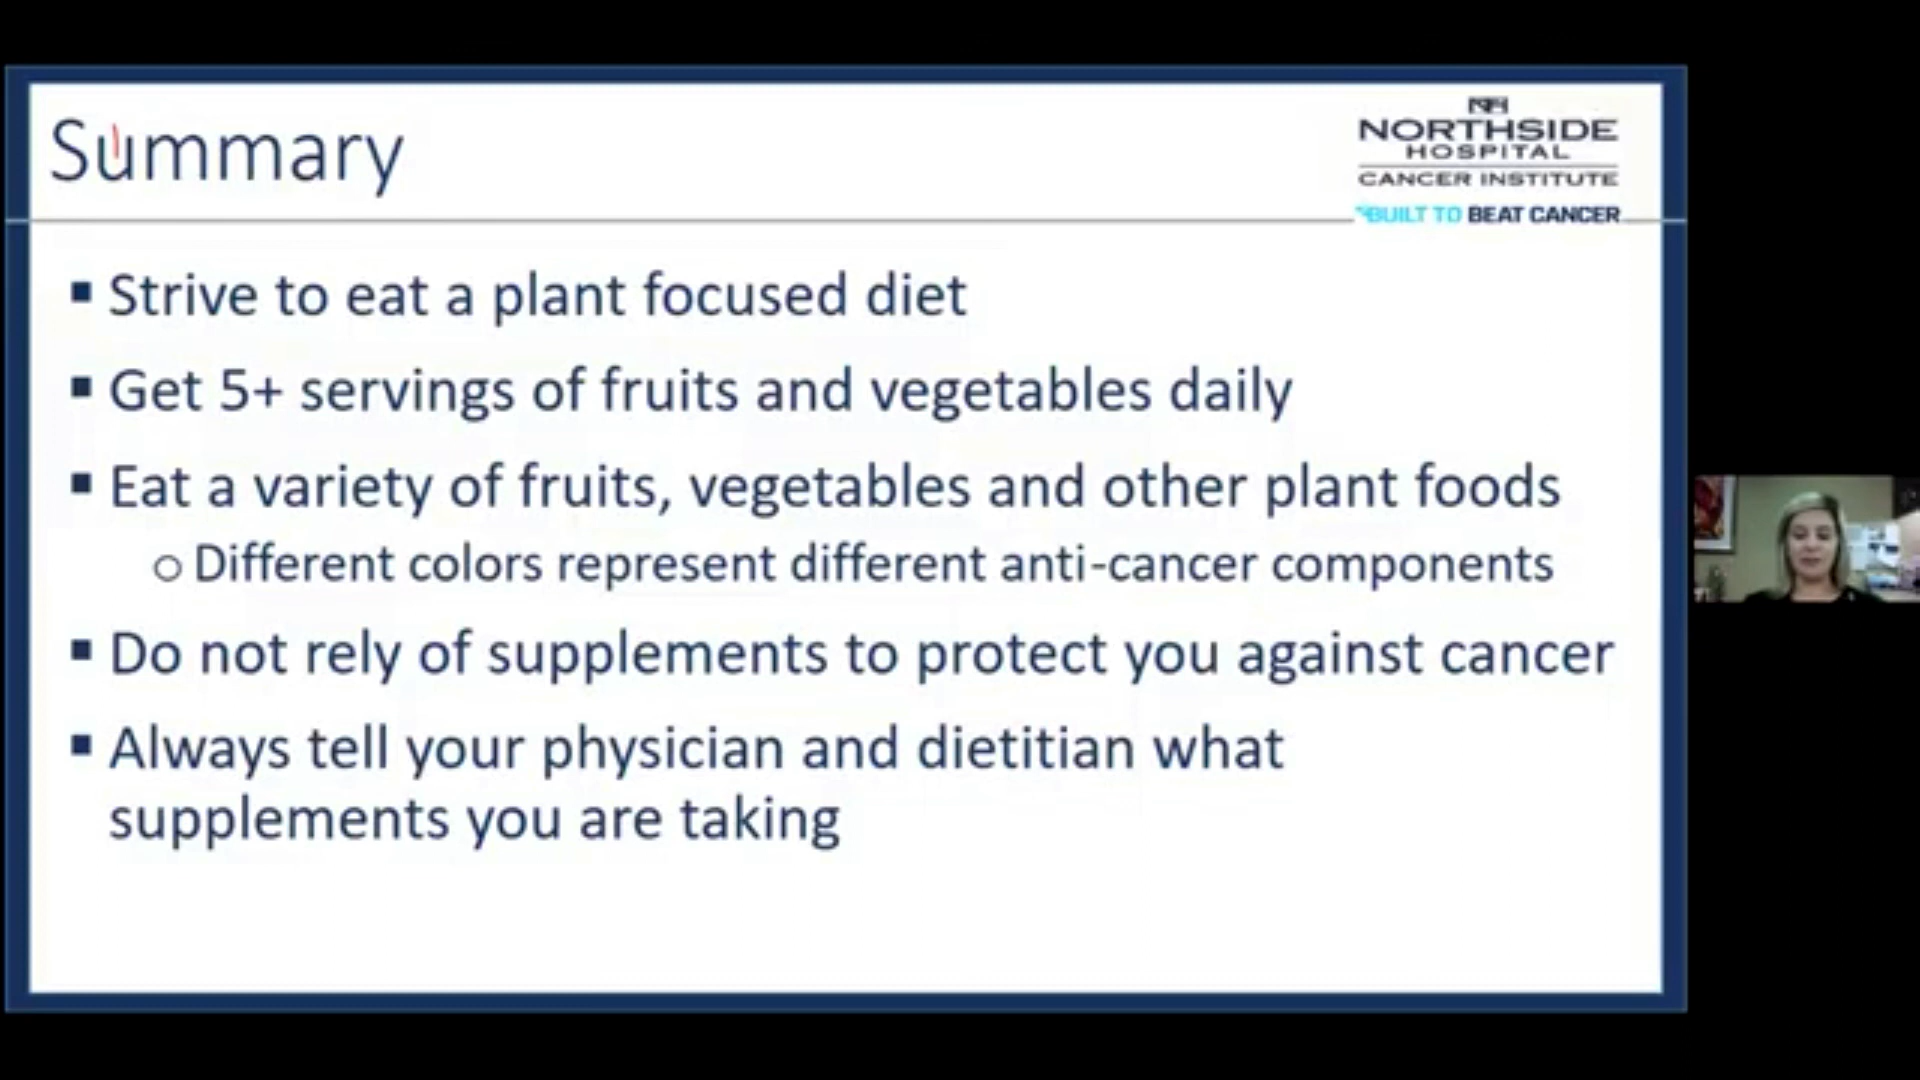 Summary
NH
NORTHSIDE
HOSPITAL
CANCER INSTITUTE
BUILT TO BEAT CANCER
▪ Strive to eat a plant focused diet
▪ Get 5+ servings of fruits and vegetables daily
▪ Eat a variety of fruits, vegetables and other plant foods
o Different colors represent different anti-cancer components
▪ Do not rely of supplements to protect you against cancer
▪ Always tell your physician and dietitian what
supplements you are taking